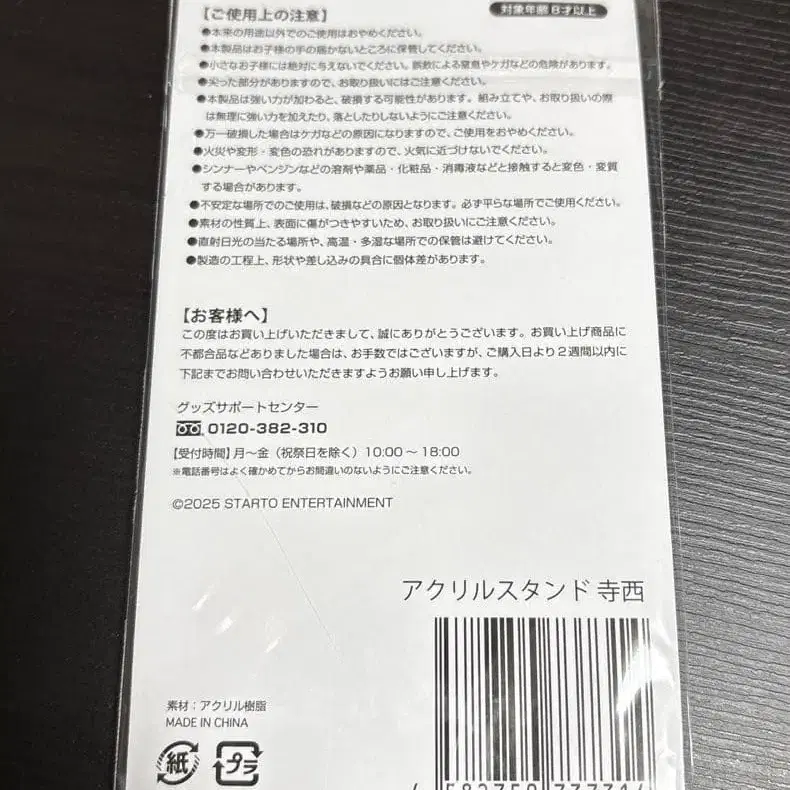 【ご使用上の注意】
対象年齢 8才以上
●本来の用途以外でのご使用はおやめください。
●本製品はお子様の手の届かないところに保管してください。
●小さなお子様には絶対に与えないでください。誤飲による窒息やケガなどの危険があります。
●尖った部分がありますので、お取り扱いにはご注意ください。
●本製品は強い力が加わると、破損する可能性があります。組み立てや、お取り扱いの際
は無理に強い力を加えたり、落としたりしないようにご注意ください。
●万一破損した場合はケガなどの原因になりますので、ご使用をおやめください。
●火災や変形・変色の恐れがありますので、火気に近づけないでください。
●シンナーやベンジンなどの溶剤や薬品・化粧品・消毒液などと接触すると変色・変質
する場合があります。
●不安定な場所でのご使用は、破損などの原因となります。必ず平らな場所でご使用ください。
●素材の性質上、表面に傷がつきやすいため、お取り扱いにご注意ください。
●直射日光の当たる場所や、高温・多湿な場所での保管は避けてください。
●製造の工程上、形状や差し込みの具合に個体差があります。
【お客様へ】
この度はお買い上げいただきまして、誠にありがとうございます。お買い上げ商品に
不都合品などありました場合は、お手数ではございますが、ご購入日より2週間以内に
下記までお問い合わせいただきますようお願い申し上げます。
グッズサポートセンター
0120-382-310
【受付時間】月～金（祝祭日を除く）10:00～18:00
※電話番号はよく確かめてからお間違いのないようにご注意ください。
©2025 STARTO ENTERTAINMENT
アクリルスタンド 寺西
素材：アクリル樹脂
MADE IN CHINA
紙
プラ